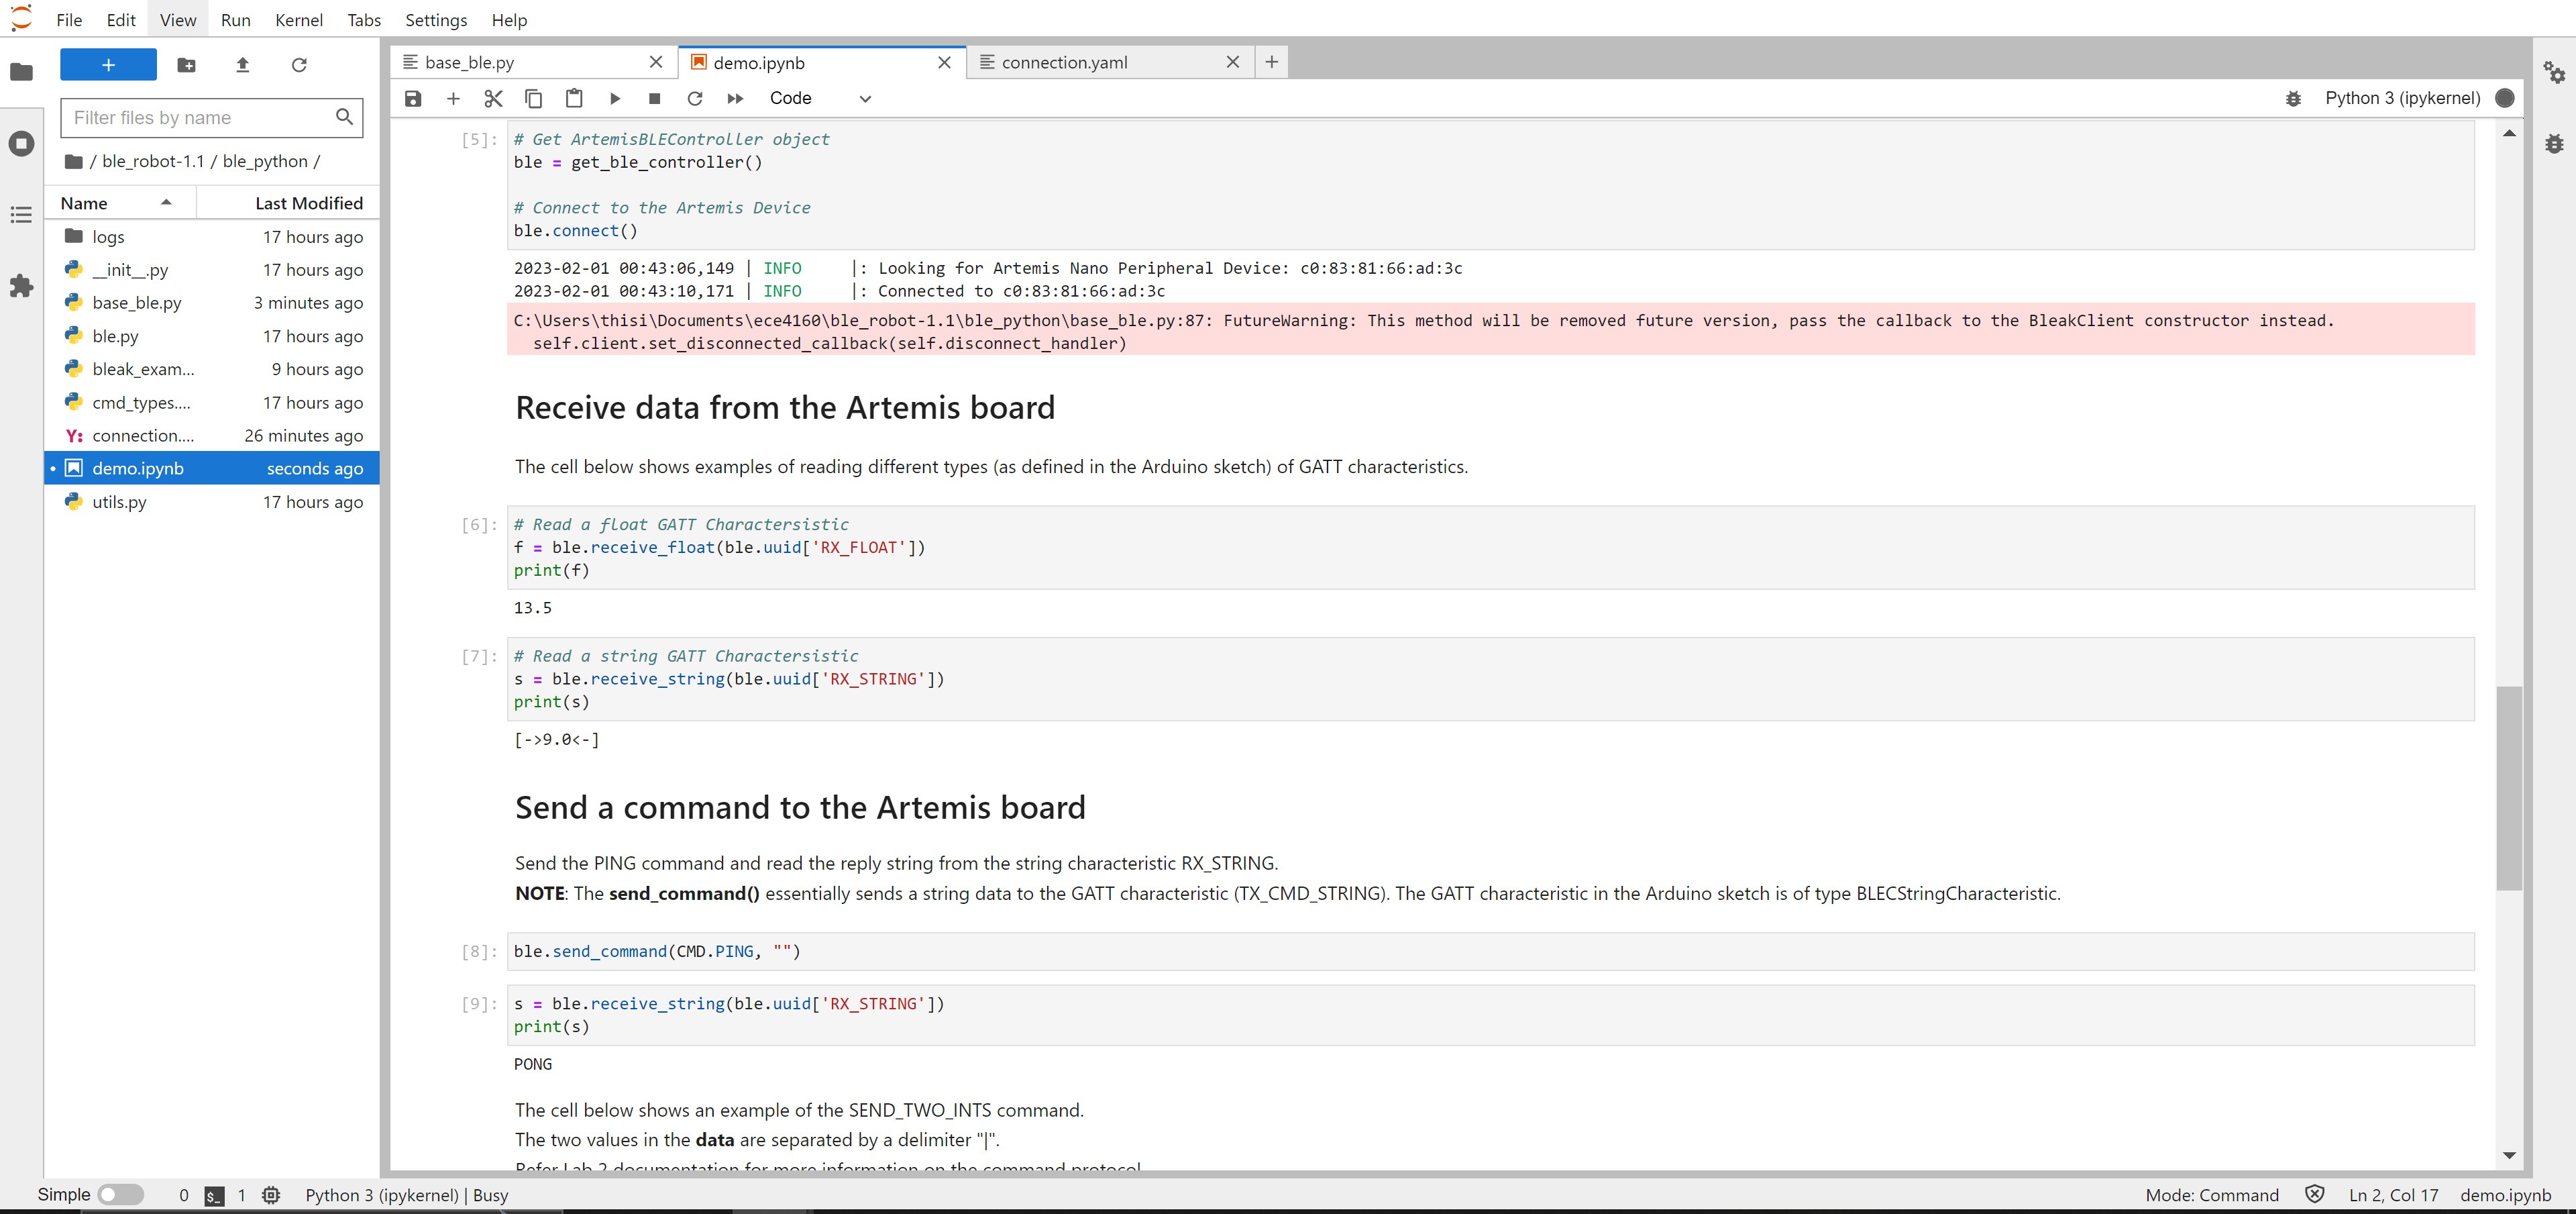 File Edit View Run Kernel Tabs Settings Help
base_ble.py
demo.ipynb
connection.yaml
Code
Python 3 (ipykernel)
Filter files by name
/ ble_robot-1.1 / ble_python /
Name Last Modified
logs 17 hours ago
__init__.py 17 hours ago
base_ble.py 3 minutes ago
ble.py 17 hours ago
bleak_exam... 9 hours ago
cmd_types.... 17 hours ago
Y: connection.... 26 minutes ago
demo.ipynb seconds ago
utils.py 17 hours ago
[5]: # Get ArtemisBLEController object
ble = get_ble_controller()
# Connect to the Artemis Device
ble.connect()
2023-02-01 00:43:06,149 | INFO |: Looking for Artemis Nano Peripheral Device: c0:83:81:66:ad:3c
2023-02-01 00:43:10,171 | INFO |: Connected to c0:83:81:66:ad:3c
C:\Users\thisi\Documents\ece4160\ble_robot-1.1\ble_python\base_ble.py:87: FutureWarning: This method will be removed future version, pass the callback to the BleakClient constructor instead.
self.client.set_disconnected_callback(self.disconnect_handler)
Receive data from the Artemis board
The cell below shows examples of reading different types (as defined in the Arduino sketch) of GATT characteristics.
[6]: # Read a float GATT Charactersistic
f = ble.receive_float(ble.uuid['RX_FLOAT'])
print(f)
13.5
[7]: # Read a string GATT Charactersistic
s = ble.receive_string(ble.uuid['RX_STRING'])
print(s)
[->9.0<-]
Send a command to the Artemis board
Send the PING command and read the reply string from the string characteristic RX_STRING.
NOTE: The send_command() essentially sends a string data to the GATT characteristic (TX_CMD_STRING). The GATT characteristic in the Arduino sketch is of type BLECStringCharacteristic.
[8]: ble.send_command(CMD.PING, "")
[9]: s = ble.receive_string(ble.uuid['RX_STRING'])
print(s)
PONG
The cell below shows an example of the SEND_TWO_INTS command.
The two values in the data are separated by a delimiter "|".
Refer Lab 2 documentation for more information on the command protocol
Simple 0 $_ 1 Python 3 (ipykernel) | Busy
Mode: Command Ln 2, Col 17 demo.ipynb